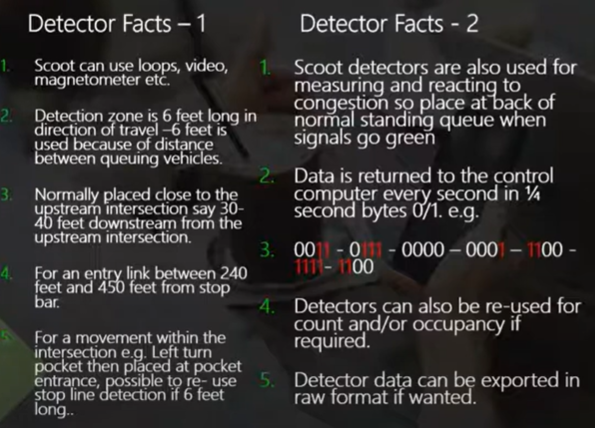 Detector Facts – 1
1. Scoot can use loops, video,
magnetometer etc.
2. Detection zone is 6 feet long in
direction of travel –6 feet is
used because of distance
between queuing vehicles.
3. Normally placed close to the
upstream intersection say 30-
40 feet downstream from the
upstream intersection.
4. For an entry link between 240
feet and 450 feet from stop
bar.
5. For a movement within the
intersection e.g. Left turn
pocket then placed at pocket
entrance, possible to re- use
stop line detection if 6 feet
long..
Detector Facts - 2
1. Scoot detectors are also used for
measuring and reacting to
congestion so place at back of
normal standing queue when
signals go green
2. Data is returned to the control
computer every second in ¼
second bytes 0/1. e.g.
3. 0011 - 0111 - 0000 – 0001 – 1100 -
1111- 1100
4. Detectors can also be re-used for
count and/or occupancy if
required.
5. Detector data can be exported in
raw format if wanted.